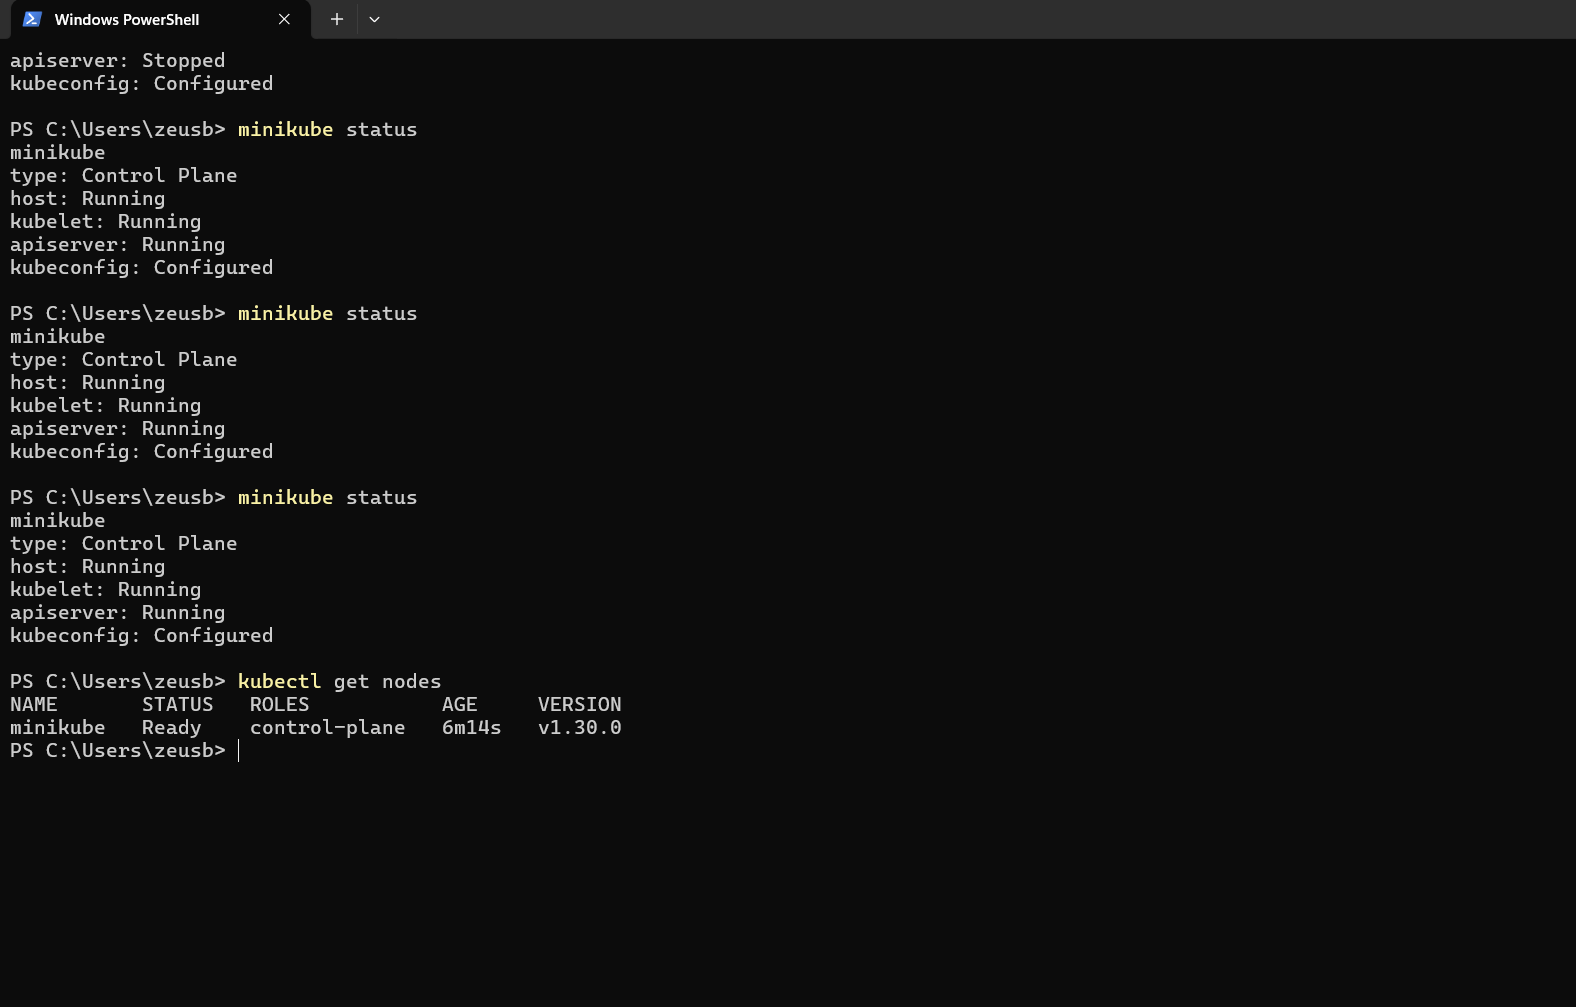 Windows PowerShell
apiserver: Stopped
kubeconfig: Configured
PS C:\Users\zeusb> minikube status
minikube
type: Control Plane
host: Running
kubelet: Running
apiserver: Running
kubeconfig: Configured
PS C:\Users\zeusb> minikube status
minikube
type: Control Plane
host: Running
kubelet: Running
apiserver: Running
kubeconfig: Configured
PS C:\Users\zeusb> minikube status
minikube
type: Control Plane
host: Running
kubelet: Running
apiserver: Running
kubeconfig: Configured
PS C:\Users\zeusb> kubectl get nodes
NAME       STATUS   ROLES           AGE     VERSION
minikube   Ready    control-plane   6m14s   v1.30.0
PS C:\Users\zeusb>